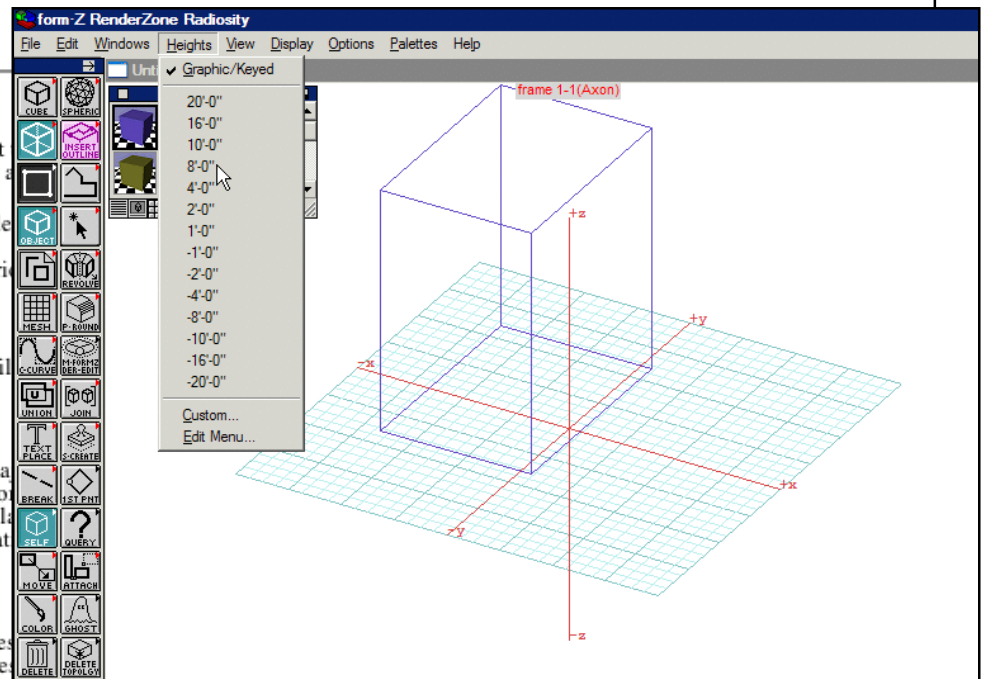 form·Z RenderZone Radiosity
File Edit Windows Heights View Display Options Palettes Help
Graphic/Keyed
20'-0"
16'-0"
10'-0"
8'-0"
4'-0"
2'-0"
1'-0"
-1'-0"
-2'-0"
-4'-0"
-8'-0"
-10'-0"
-16'-0"
-20'-0"
Custom...
Edit Menu...
frame 1-1(Axon)
+z
+y
-x
+x
-y
-z
CUBE SPHERIC
INSERT OUTLINE
OBJECT
REVOLVE
MESH P-ROUND
C-CURVE M-FORMZ DER-EDIT
UNION JOIN
TEXT PLACE S-CREATE
BREAK 1ST PNT
SELF QUERY
MOVE ATTACH
COLOR GHOST
DELETE DELETE TOPOLGY